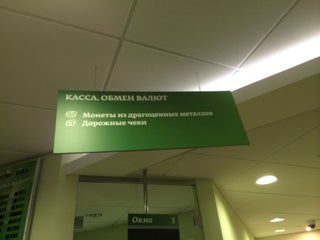 КАССА. ОБМЕН ВАЛЮТ
Монеты из драгоценных металлов
Дорожные чеки
Окно 3